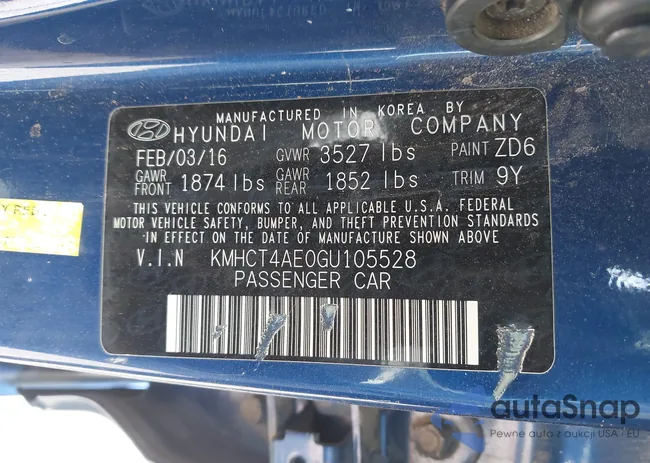 MANUFACTURED IN KOREA BY
HYUNDAI MOTOR COMPANY
FEB/03/16 GVWR 3527 lbs PAINT ZD6
GAWR FRONT 1874 lbs GAWR REAR 1852 lbs TRIM 9Y
THIS VEHICLE CONFORMS TO ALL APPLICABLE U.S.A. FEDERAL
MOTOR VEHICLE SAFETY, BUMPER, AND THEFT PREVENTION STANDARDS
IN EFFECT ON THE DATE OF MANUFACTURE SHOWN ABOVE
V.I.N KMHCT4AE0GU105528
PASSENGER CAR
autoSnap
Pewne auto z aukcji USA i EU